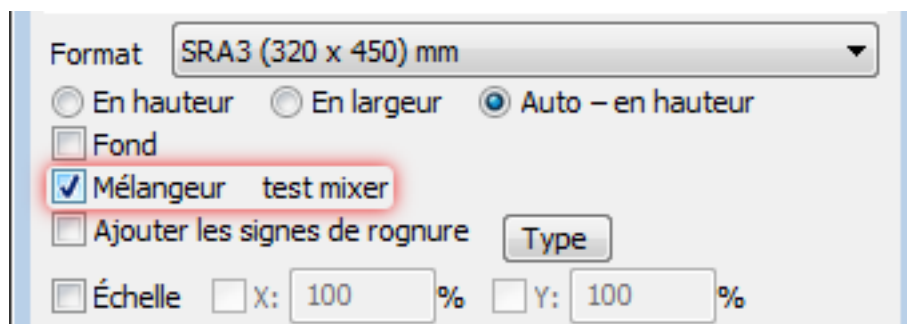 Format SRA3 (320 x 450) mm
En hauteur En largeur Auto – en hauteur
Fond
Mélangeur test mixer
Ajouter les signes de rognure Type
Échelle X: 100 % Y: 100 %